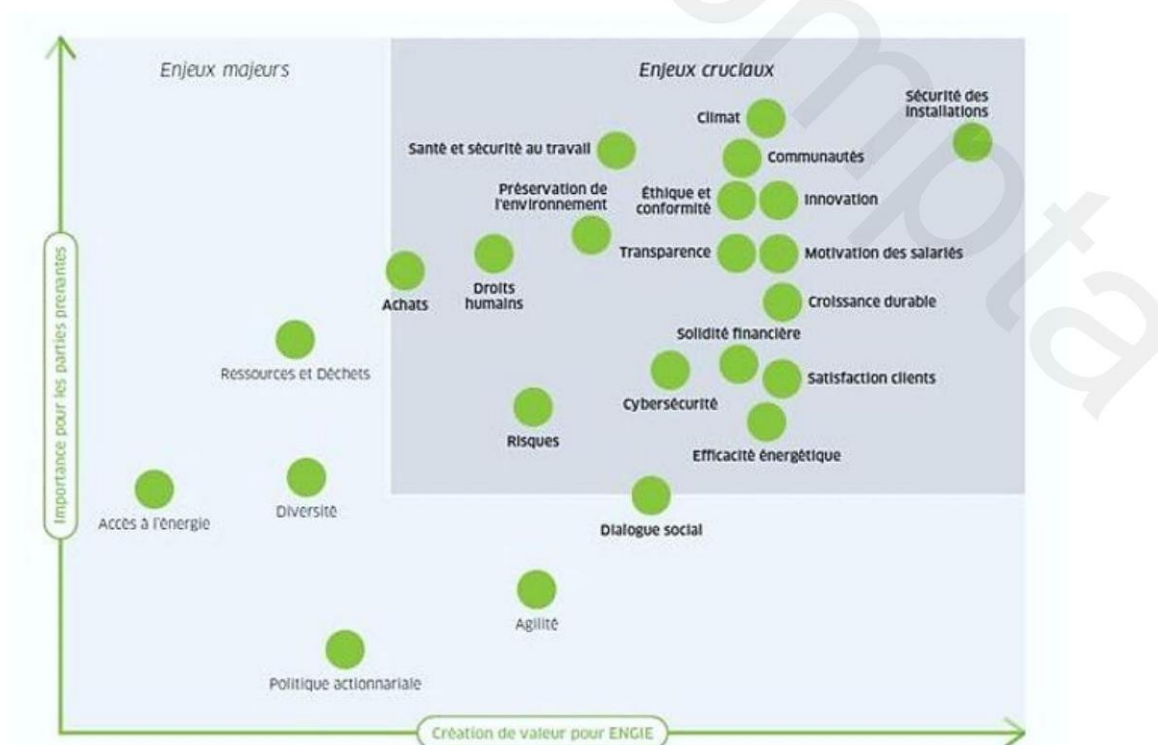 Enjeux majeurs
Enjeux cruciaux
Sécurité des
installations
Climat
Santé et sécurité au travail
Communautés
Préservation de
l'environnement
Éthique et
conformité
Innovation
Transparence
Motivation des salariés
Achats
Droits
humains
Croissance durable
Solidité financière
Ressources et Déchets
Satisfaction clients
Cybersécurité
Risques
Efficacité énergétique
Accès à l'énergie
Diversité
Dialogue social
Agilité
Politique actionnariale
Importance pour les parties prenantes
Création de valeur pour ENGIE